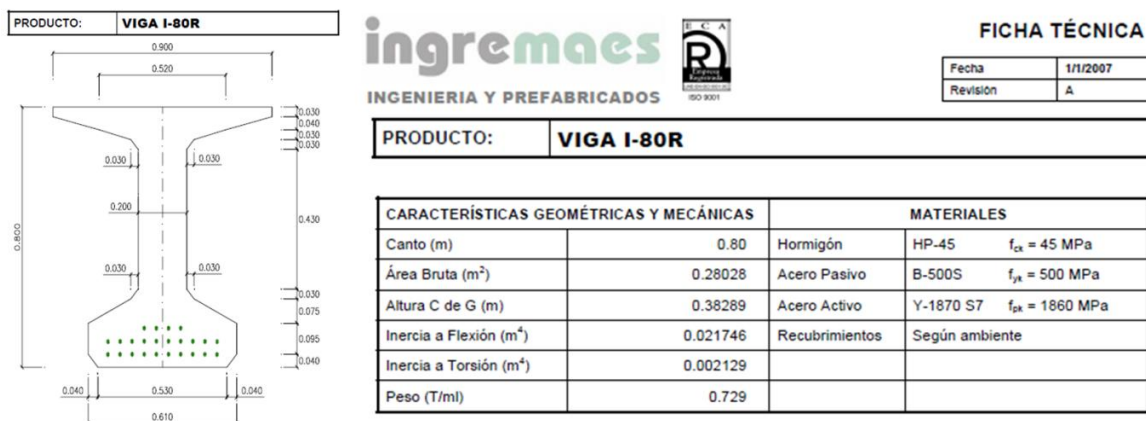 PRODUCTO: VIGA I-80R
0.900
0.520
0.030
0.040
0.030
0.030
0.030 0.030
0.200
0.430
0.800
0.030 0.030
0.030
0.075
0.095
0.040
0.040 0.530 0.040
0.610
ingremaes
INGENIERIA Y PREFABRICADOS
E C A
R
Empresa
Registrada
ISO 9001
FICHA TÉCNICA
Fecha 1/1/2007
Revisión A
PRODUCTO: VIGA I-80R
CARACTERÍSTICAS GEOMÉTRICAS Y MECÁNICAS MATERIALES
Canto (m) 0.80 Hormigón HP-45 fck = 45 MPa
Área Bruta (m²) 0.28028 Acero Pasivo B-500S fyk = 500 MPa
Altura C de G (m) 0.38289 Acero Activo Y-1870 S7 fpk = 1860 MPa
Inercia a Flexión (m⁴) 0.021746 Recubrimientos Según ambiente
Inercia a Torsión (m⁴) 0.002129
Peso (T/ml) 0.729